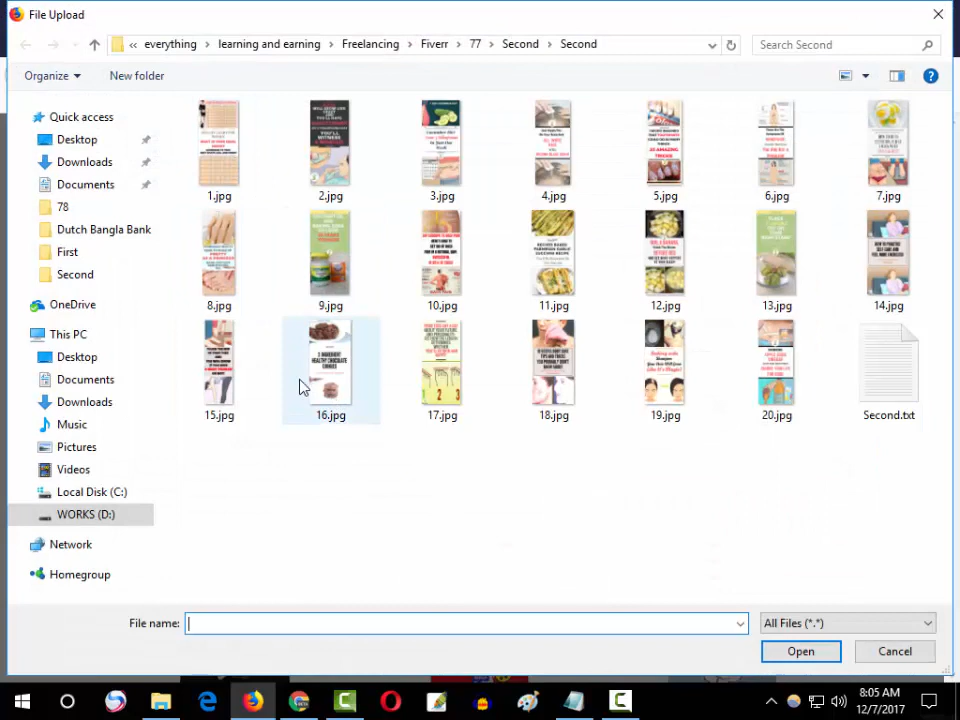 File Upload
« everything > learning and earning > Freelancing > Fiverr > 77 > Second > Second
Search Second
Organize
New folder
Quick access
Desktop
Downloads
Documents
78
Dutch Bangla Bank
First
Second
OneDrive
This PC
Desktop
Documents
Downloads
Music
Pictures
Videos
Local Disk (C:)
WORKS (D:)
Network
Homegroup
1.jpg
2.jpg
3.jpg
4.jpg
5.jpg
6.jpg
7.jpg
8.jpg
9.jpg
10.jpg
11.jpg
12.jpg
13.jpg
14.jpg
3 INGREDIENT
HEALTHY CHOCOLATE
COOKIES
15.jpg
16.jpg
17.jpg
18.jpg
19.jpg
20.jpg
Second.txt
File name:
All Files (*.*)
Open
Cancel
8:05 AM
12/7/2017